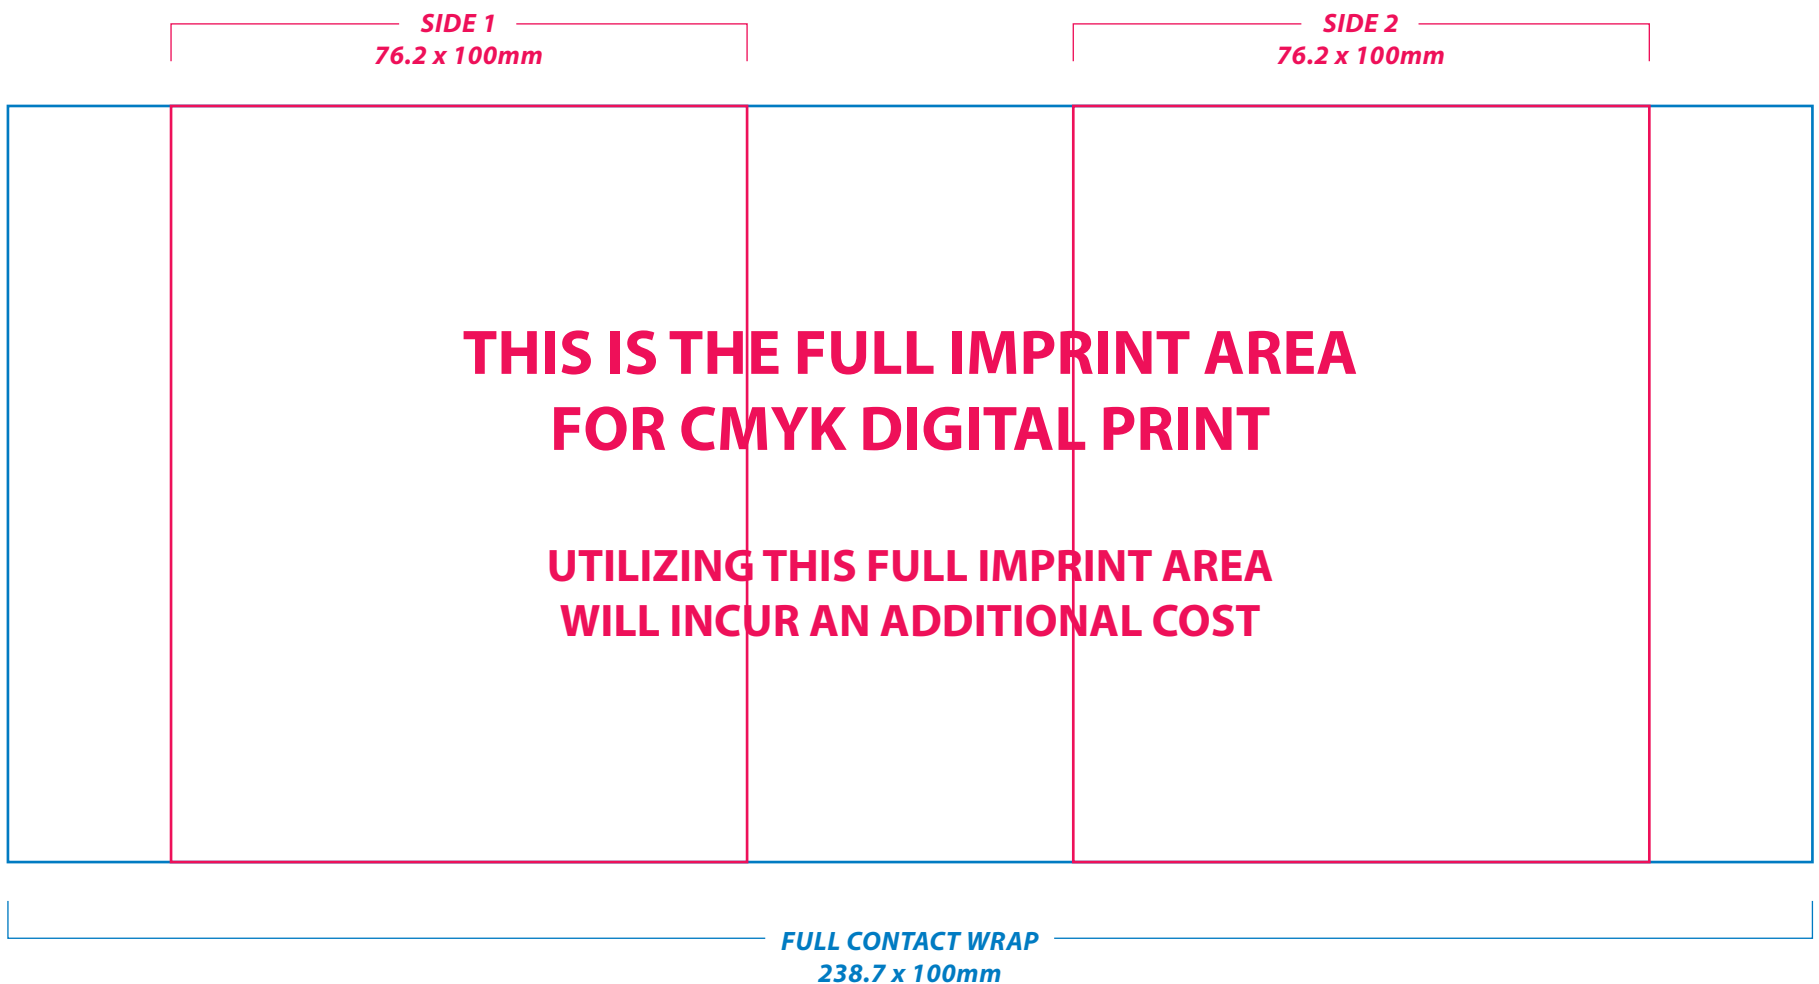 SIDE 1
76.2 x 100mm
SIDE 2
76.2 x 100mm
THIS IS THE FULL IMPRINT AREA
FOR CMYK DIGITAL PRINT
UTILIZING THIS FULL IMPRINT AREA
WILL INCUR AN ADDITIONAL COST
FULL CONTACT WRAP
238.7 x 100mm